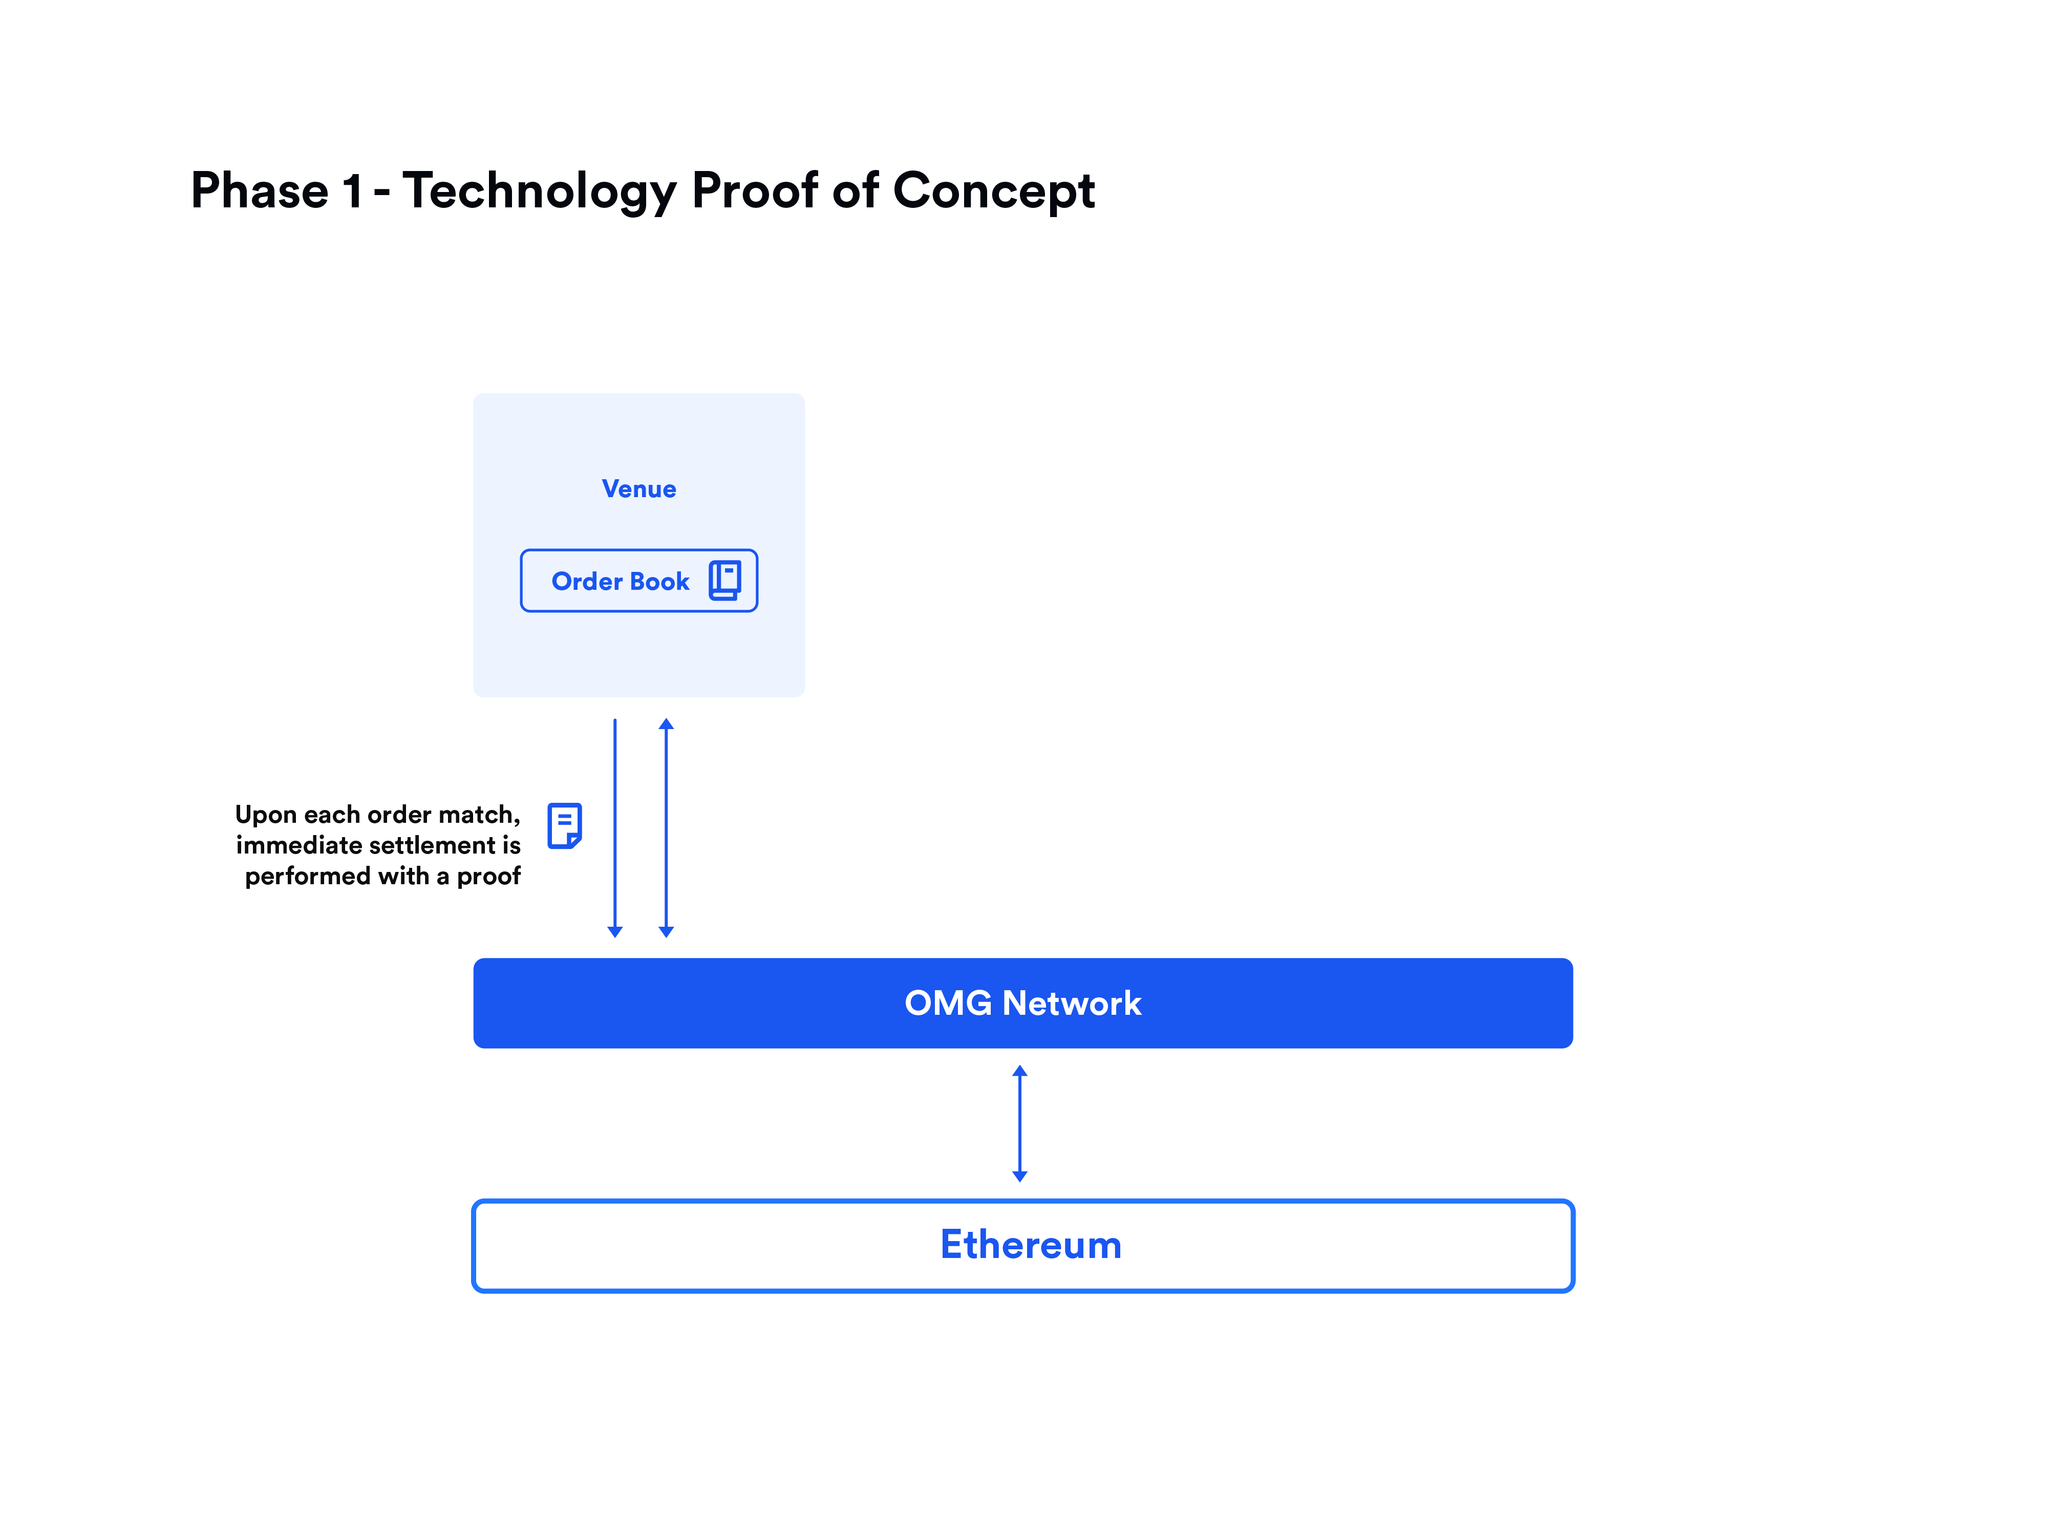 Phase 1 - Technology Proof of Concept
Venue
Order Book
Upon each order match,
immediate settlement is
performed with a proof
OMG Network
Ethereum